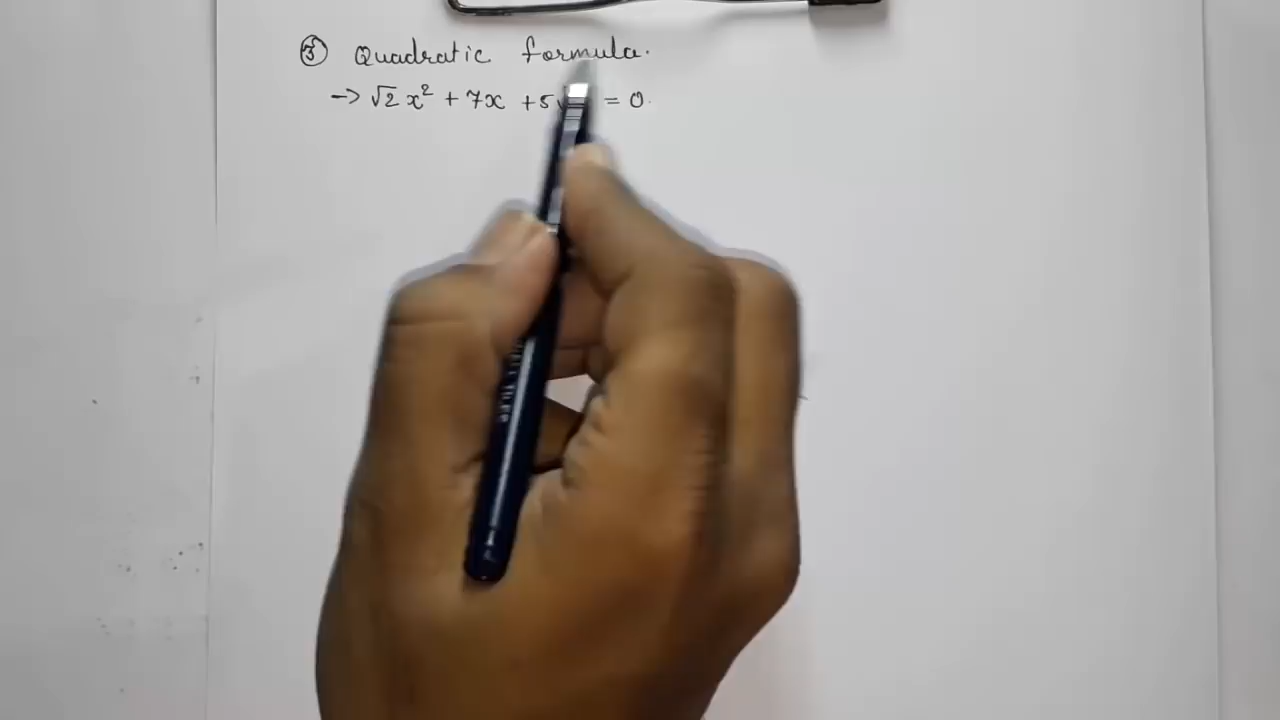 ③ Quadratic formula.
→ √2 x² + 7x + 5√ = 0.